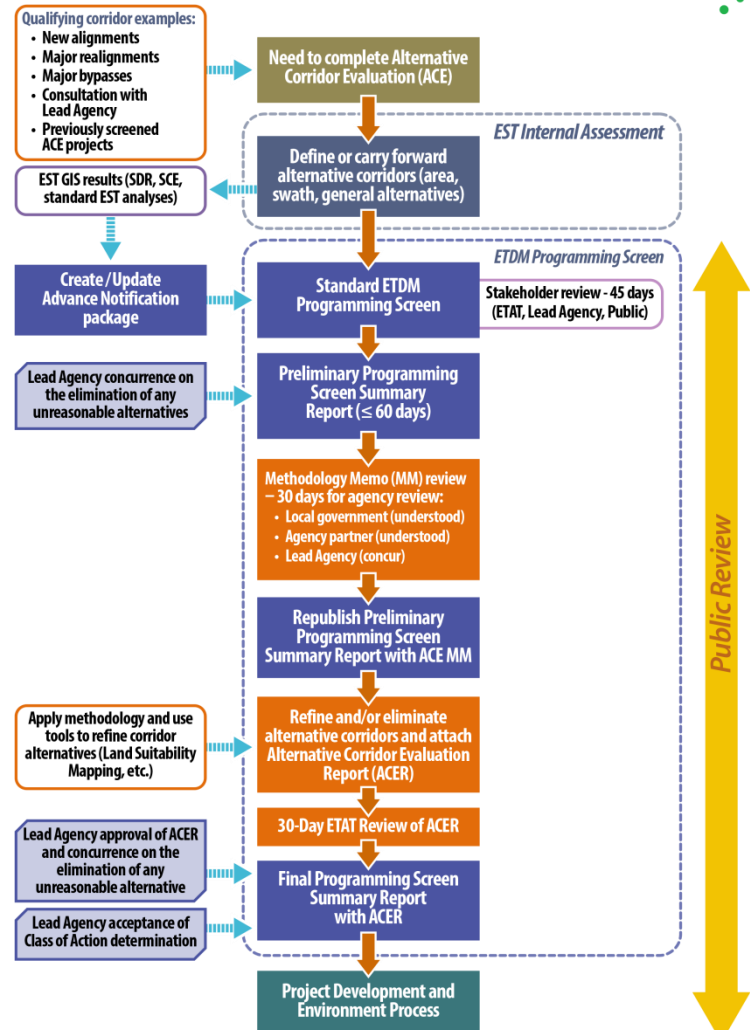 Qualifying corridor examples:
• New alignments
• Major realignments
• Major bypasses
• Consultation with
Lead Agency
• Previously screened
ACE projects
Need to complete Alternative
Corridor Evaluation (ACE)
EST Internal Assessment
Define or carry forward
alternative corridors (area,
swath, general alternatives)
EST GIS results (SDR, SCE,
standard EST analyses)
ETDM Programming Screen
Create/Update
Advance Notification
package
Standard ETDM
Programming Screen
Stakeholder review - 45 days
(ETAT, Lead Agency, Public)
Lead Agency concurrence on
the elimination of any
unreasonable alternatives
Preliminary Programming
Screen Summary
Report (≤ 60 days)
Methodology Memo (MM) review
– 30 days for agency review:
• Local government (understood)
• Agency partner (understood)
• Lead Agency (concur)
Republish Preliminary
Programming Screen
Summary Report with ACE MM
Apply methodology and use
tools to refine corridor
alternatives (Land Suitability
Mapping, etc.)
Refine and/or eliminate
alternative corridors and attach
Alternative Corridor Evaluation
Report (ACER)
30-Day ETAT Review of ACER
Lead Agency approval of ACER
and concurrence on the
elimination of any
unreasonable alternative
Final Programming Screen
Summary Report
with ACER
Lead Agency acceptance of
Class of Action determination
Project Development and
Environment Process
Public Review